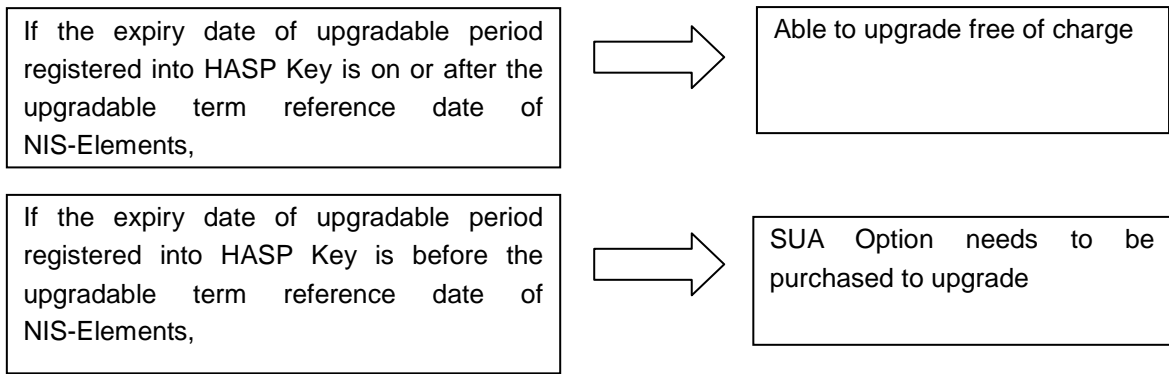 If the expiry date of upgradable period
registered into HASP Key is on or after the
upgradable term reference date of
NIS-Elements,
Able to upgrade free of charge
If the expiry date of upgradable period
registered into HASP Key is before the
upgradable term reference date of
NIS-Elements,
SUA Option needs to be
purchased to upgrade